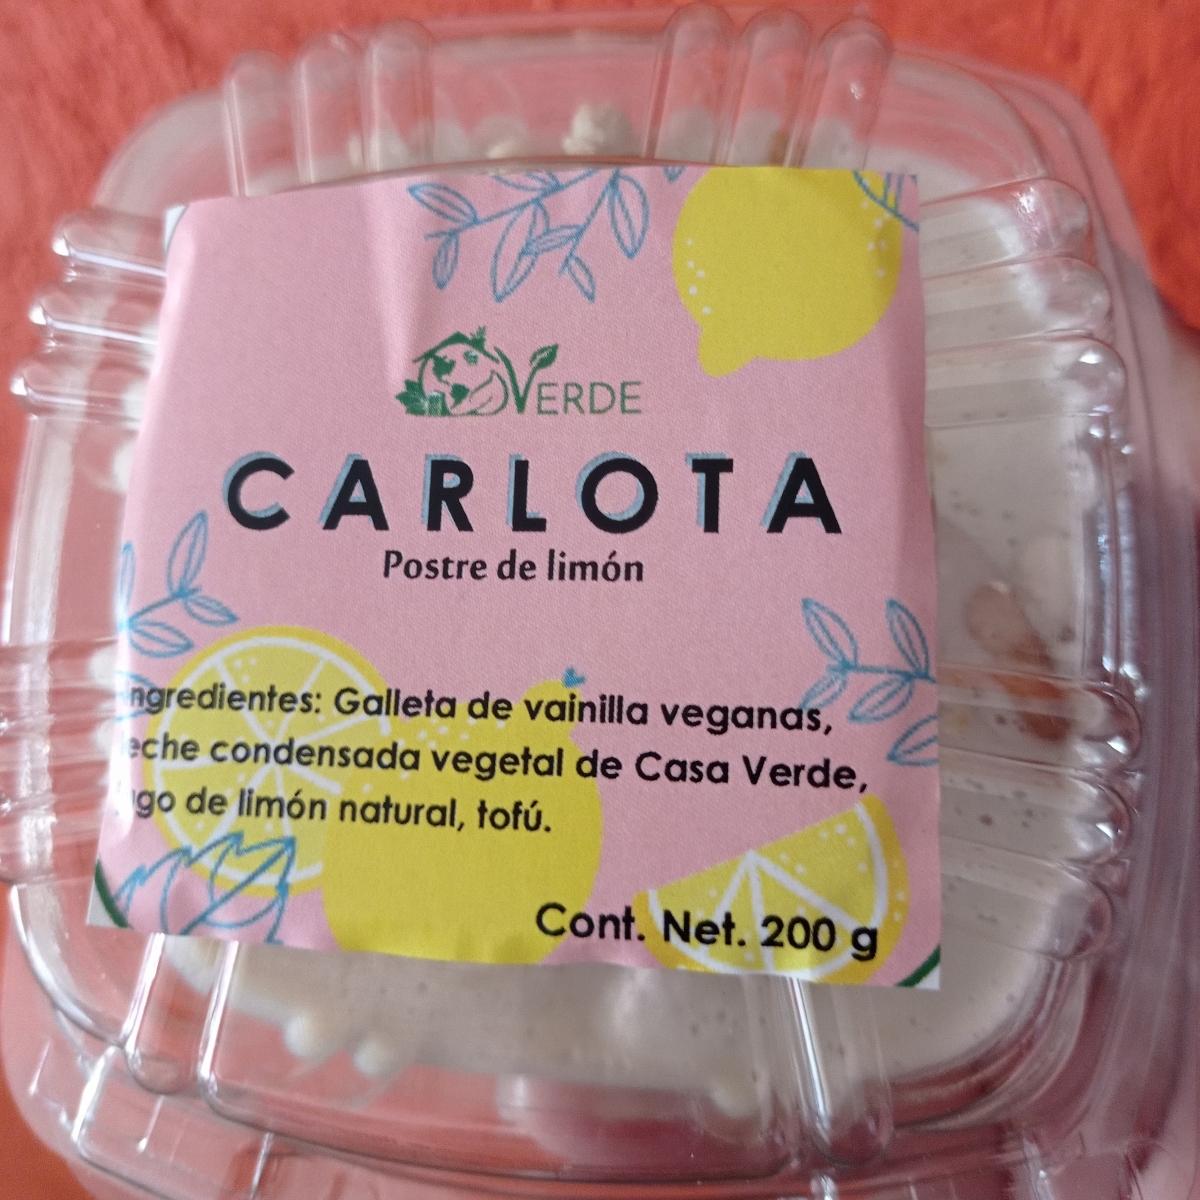 VERDE
CARLOTA
Postre de limón
ngredientes: Galleta de vainilla veganas,
eche condensada vegetal de Casa Verde,
go de limón natural, tofú.
Cont. Net. 200 g